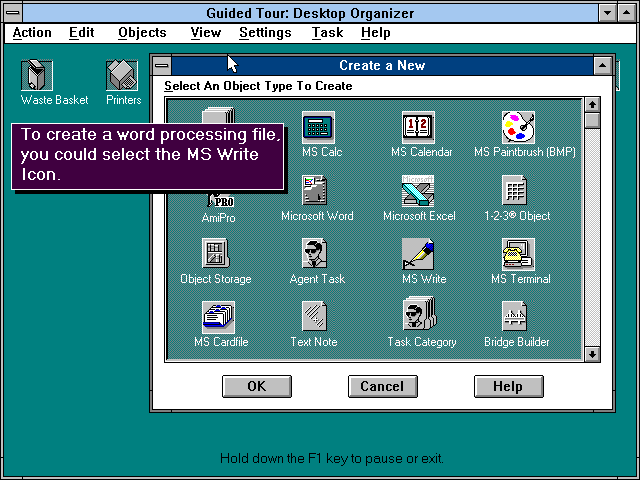 Guided Tour: Desktop Organizer
Action Edit Objects View Settings Task Help
Waste Basket
Printers
Create a New
Select An Object Type To Create
To create a word processing file,
you could select the MS Write
Icon.
MS Calc
MS Calendar
MS Paintbrush (BMP)
PRO
AmiPro
Microsoft Word
Microsoft
Microsoft Excel
1-2-3® Object
Object Storage
Agent Task
MS Write
MS Terminal
MS Cardfile
Text Note
Task Category
Bridge Builder
OK
Cancel
Help
Hold down the F1 key to pause or exit.